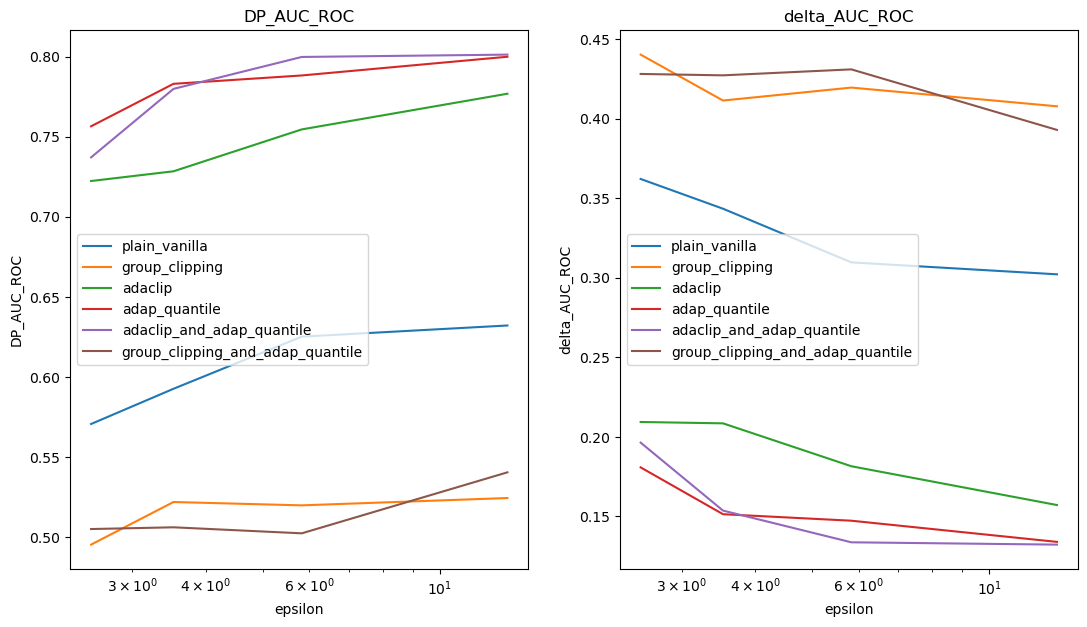 DP_AUC_ROC
DP_AUC_ROC
0.80
0.75
0.70
0.65
0.60
0.55
0.50
plain_vanilla
group_clipping
adaclip
adap_quantile
adaclip_and_adap_quantile
group_clipping_and_adap_quantile
3 × 10⁰
4 × 10⁰
6 × 10⁰
10¹
epsilon
delta_AUC_ROC
delta_AUC_ROC
0.45
0.40
0.35
0.30
0.25
0.20
0.15
plain_vanilla
group_clipping
adaclip
adap_quantile
adaclip_and_adap_quantile
group_clipping_and_adap_quantile
3 × 10⁰
4 × 10⁰
6 × 10⁰
10¹
epsilon